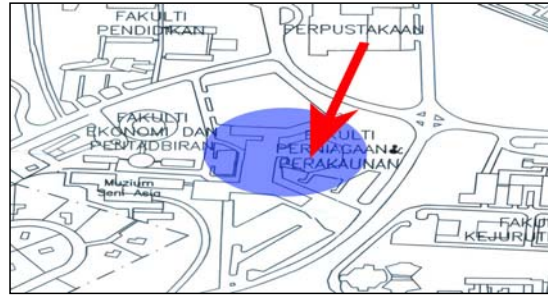 FAKULTI
PENDIDIKAN
PERPUSTAKAAN
FAKULTI
EKONOMI DAN
PENTADBIRAN
FAKULTI
PERNIAGAAN &
PERAKAUNAN
Muzium
Seni Asia
FAKU
KEJURUT